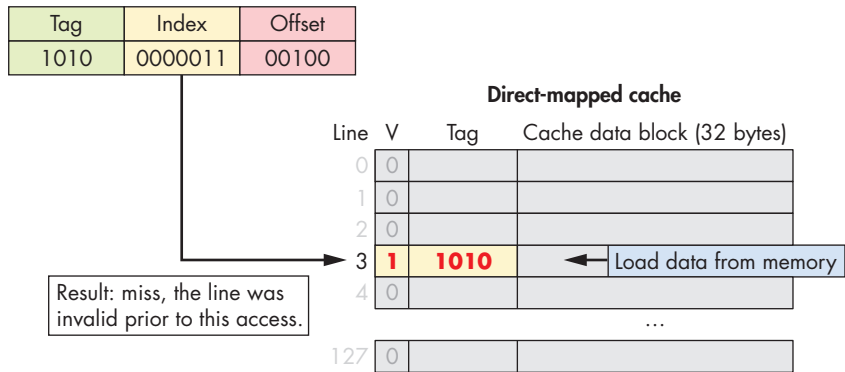 Tag Index Offset
1010 0000011 00100
Direct-mapped cache
Line V Tag Cache data block (32 bytes)
0 0
1 0
2 0
3 1 1010 Load data from memory
4 0
Result: miss, the line was
invalid prior to this access.
...
127 0